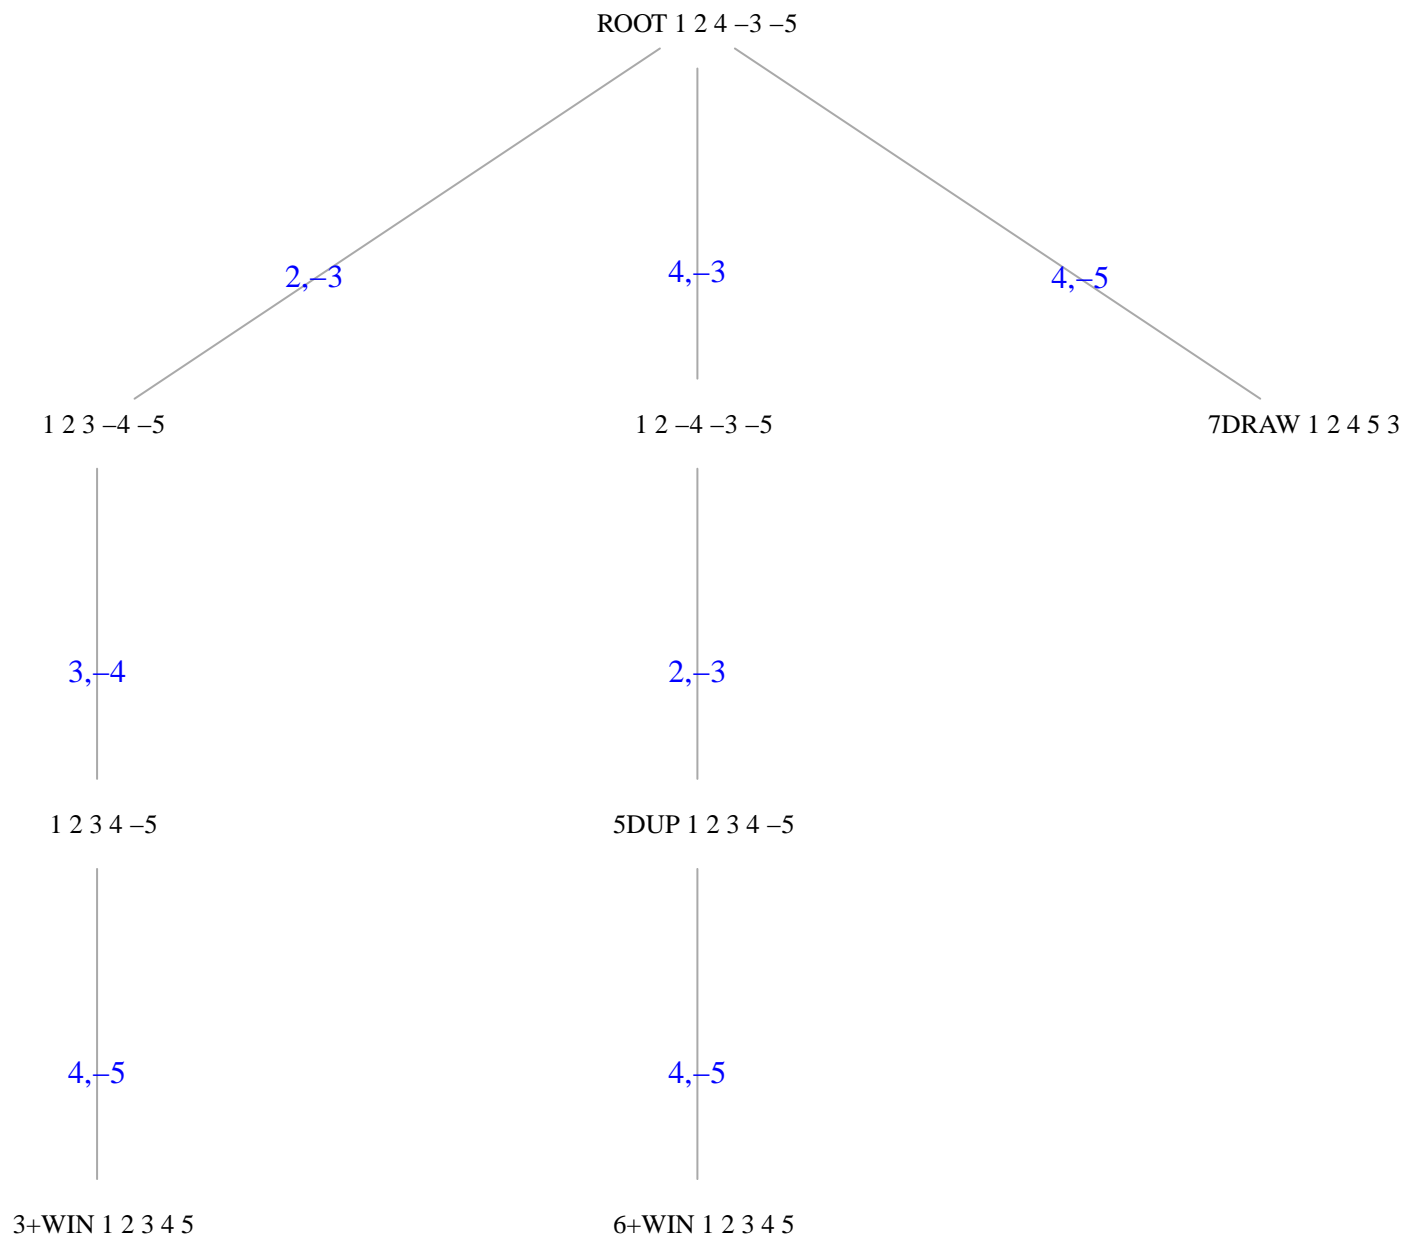 ROOT 1 2 4 –3 –5
2,–3
4,–3
4,–5
1 2 3 –4 –5
1 2 –4 –3 –5
7DRAW 1 2 4 5 3
3,–4
2,–3
1 2 3 4 –5
5DUP 1 2 3 4 –5
4,–5
4,–5
3+WIN 1 2 3 4 5
6+WIN 1 2 3 4 5